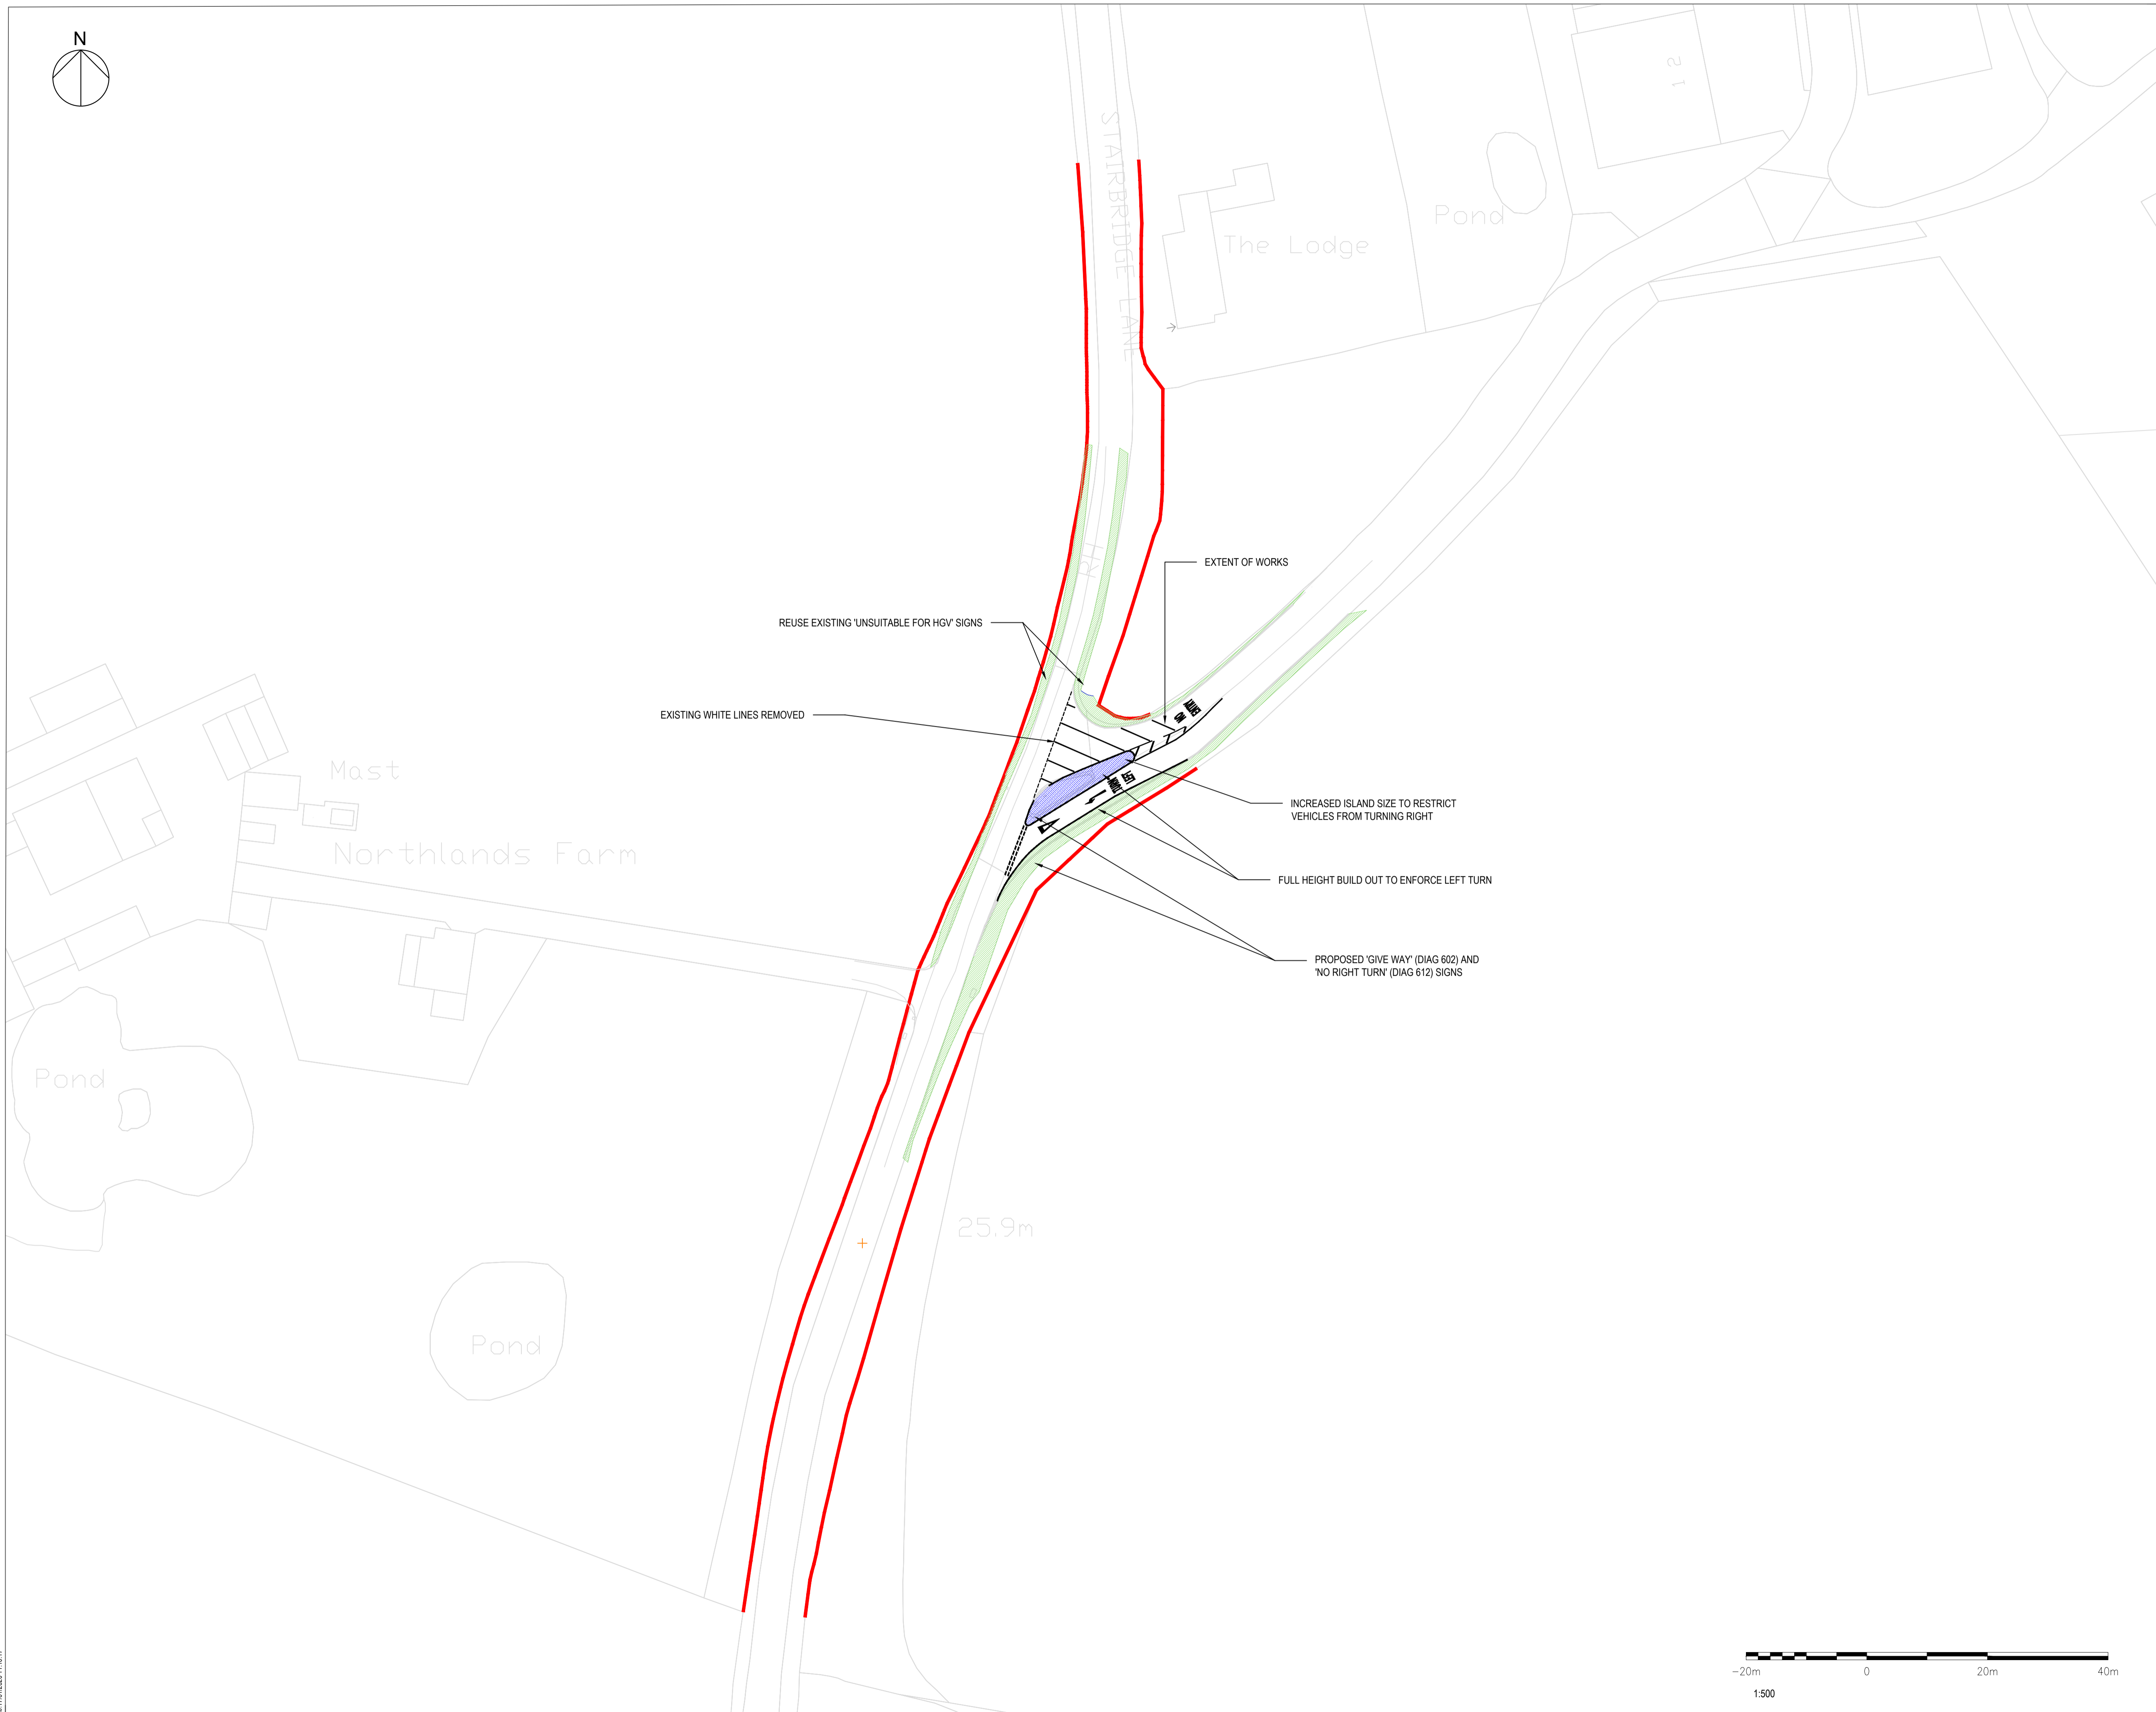 N
12
STAIRBRIDGE LANE
Pond
The Lodge
RH
EXTENT OF WORKS
REUSE EXISTING 'UNSUITABLE FOR HGV' SIGNS
EXISTING WHITE LINES REMOVED
Mast
Northlands Farm
INCREASED ISLAND SIZE TO RESTRICT
VEHICLES FROM TURNING RIGHT
FULL HEIGHT BUILD OUT TO ENFORCE LEFT TURN
PROPOSED 'GIVE WAY' (DIAG 602) AND
'NO RIGHT TURN' (DIAG 612) SIGNS
Pond
25.9m
Pond
-20m 0 20m 40m
1:500